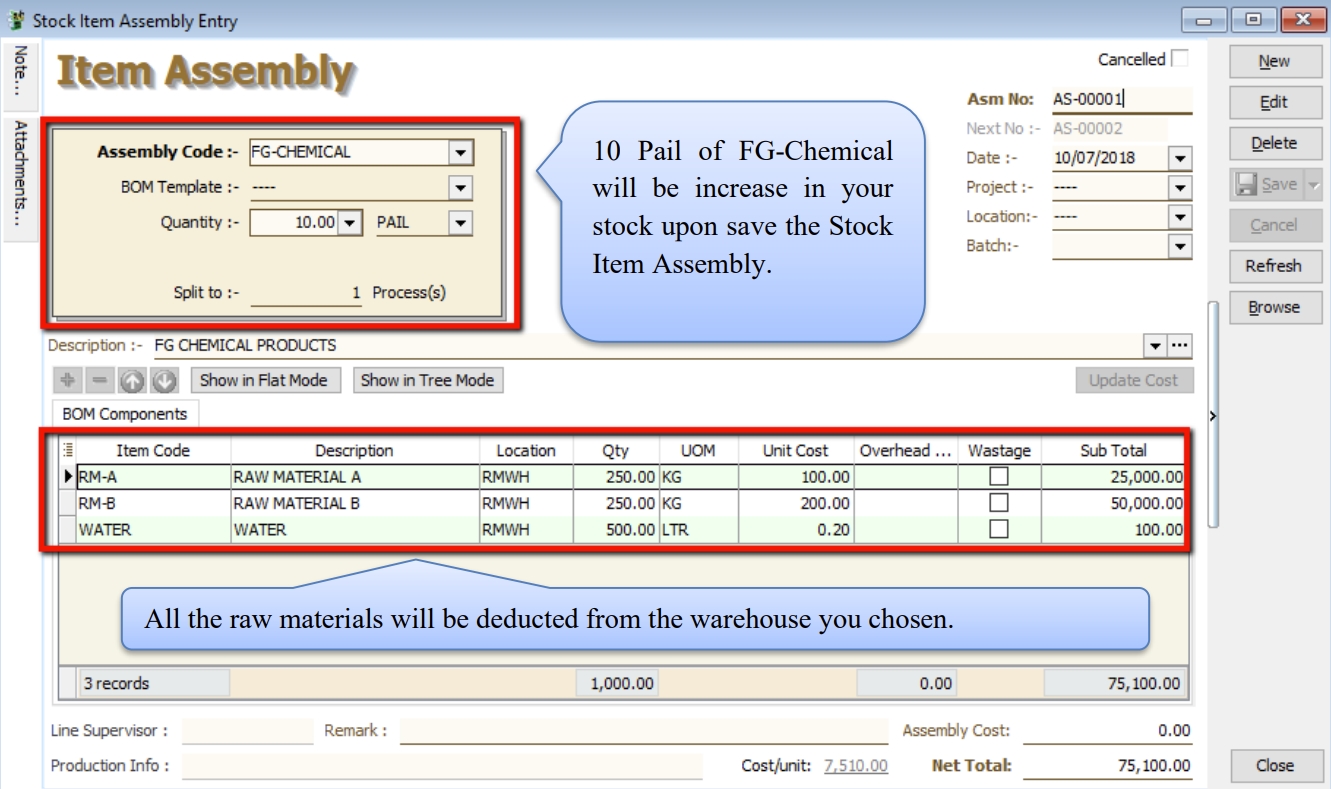 Stock Item Assembly Entry
Note...
Attachments...
Item Assembly
Cancelled
Asm No: AS-00001
Next No :- AS-00002
Date :- 10/07/2018
Project :- ----
Location:- ----
Batch:-
Assembly Code :- FG-CHEMICAL
BOM Template :- ----
Quantity :- 10.00 PAIL
Split to :- 1 Process(s)
10 Pail of FG-Chemical
will be increase in your
stock upon save the Stock
Item Assembly.
New
Edit
Delete
Save
Cancel
Refresh
Browse
Description :- FG CHEMICAL PRODUCTS
Show in Flat Mode Show in Tree Mode Update Cost
BOM Components
Item Code Description Location Qty UOM Unit Cost Overhead ... Wastage Sub Total
RM-A RAW MATERIAL A RMWH 250.00 KG 100.00 25,000.00
RM-B RAW MATERIAL B RMWH 250.00 KG 200.00 50,000.00
WATER WATER RMWH 500.00 LTR 0.20 100.00
All the raw materials will be deducted from the warehouse you chosen.
3 records 1,000.00 0.00 75,100.00
Line Supervisor : Remark : Assembly Cost: 0.00
Production Info : Cost/unit: 7,510.00 Net Total: 75,100.00
Close